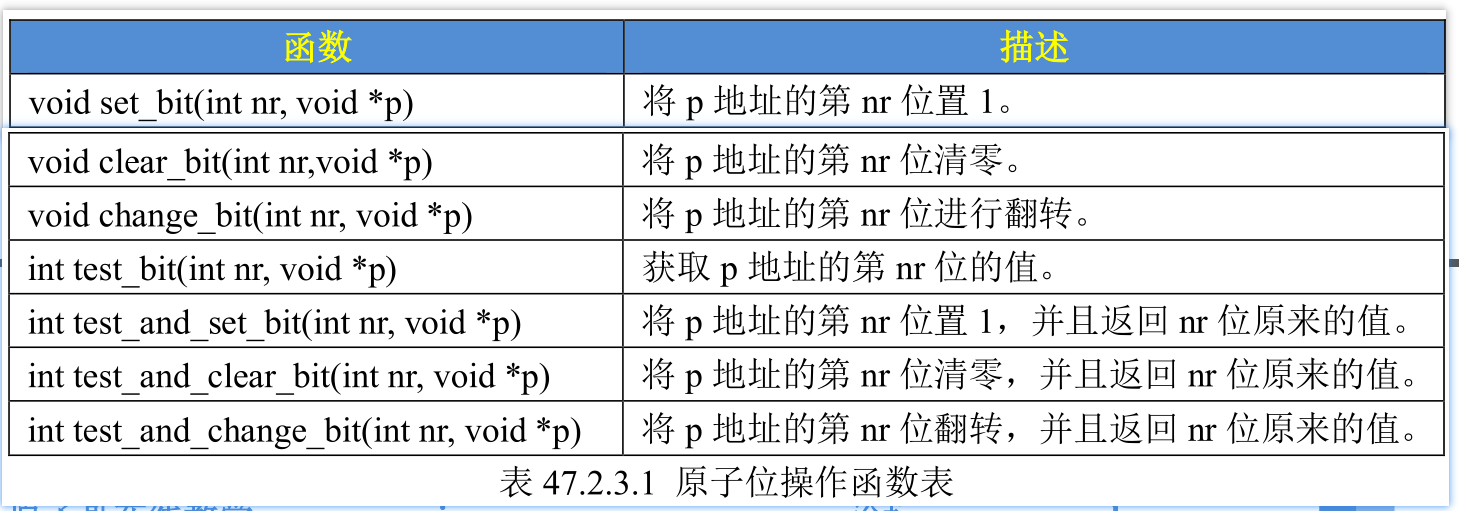 函数 描述
void set_bit(int nr, void *p) 将 p 地址的第 nr 位置 1。
void clear_bit(int nr,void *p) 将 p 地址的第 nr 位清零。
void change_bit(int nr, void *p) 将 p 地址的第 nr 位进行翻转。
int test_bit(int nr, void *p) 获取 p 地址的第 nr 位的值。
int test_and_set_bit(int nr, void *p) 将 p 地址的第 nr 位置 1，并且返回 nr 位原来的值。
int test_and_clear_bit(int nr, void *p) 将 p 地址的第 nr 位清零，并且返回 nr 位原来的值。
int test_and_change_bit(int nr, void *p) 将 p 地址的第 nr 位翻转，并且返回 nr 位原来的值。
表 47.2.3.1 原子位操作函数表